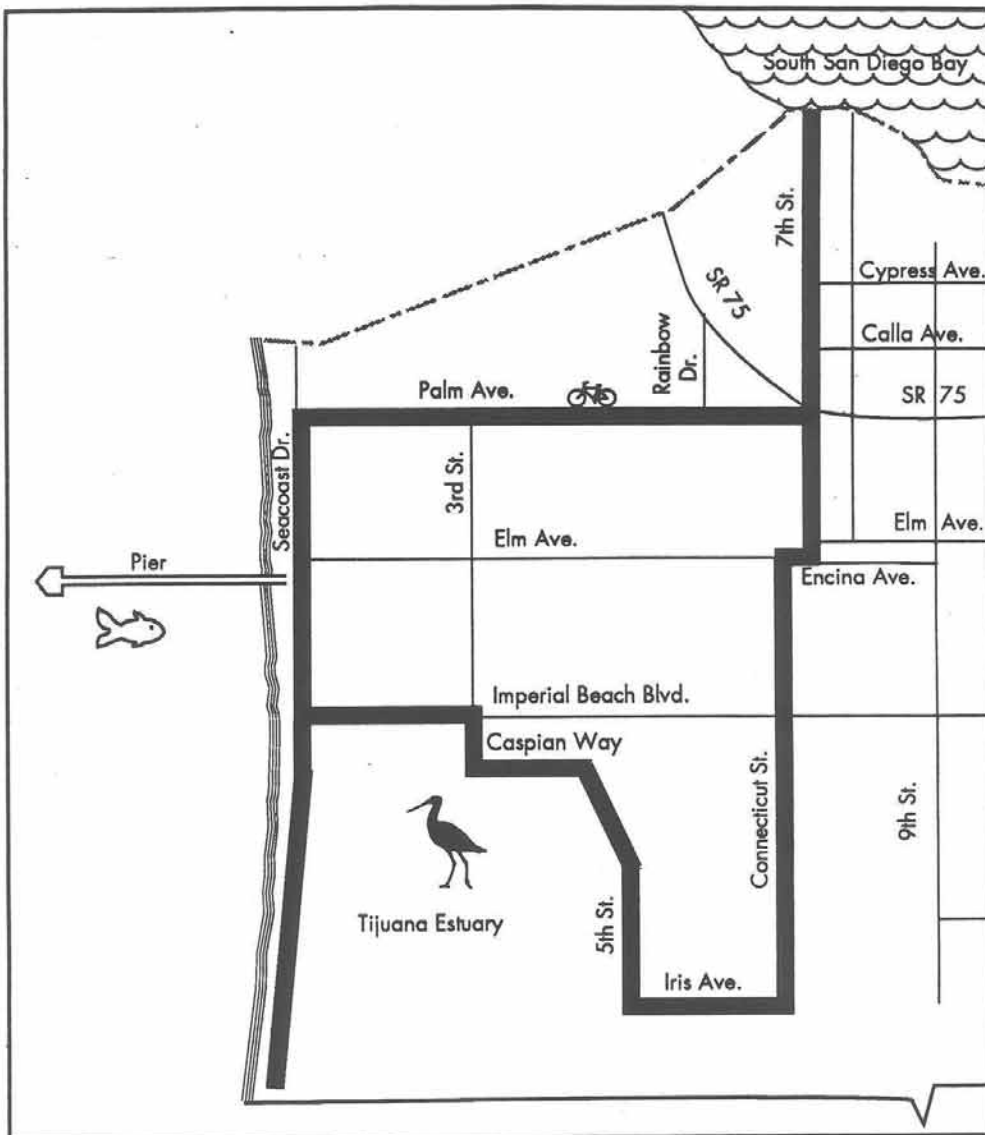 South San Diego Bay
7th St.
Cypress Ave.
SR 75
Calla Ave.
Rainbow
Dr.
Palm Ave.
SR 75
Seacoast Dr.
3rd St.
Elm Ave.
Elm Ave.
Pier
Encina Ave.
Imperial Beach Blvd.
Caspian Way
Connecticut St.
9th St.
Tijuana Estuary
5th St.
Iris Ave.